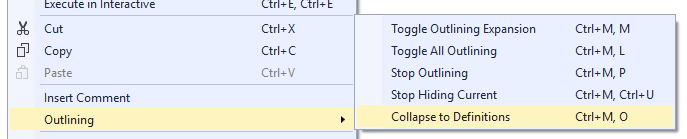 Execute in Interactive Ctrl+E, Ctrl+E
Cut Ctrl+X
Copy Ctrl+C
Paste Ctrl+V
Insert Comment
Outlining
Toggle Outlining Expansion Ctrl+M, M
Toggle All Outlining Ctrl+M, L
Stop Outlining Ctrl+M, P
Stop Hiding Current Ctrl+M, Ctrl+U
Collapse to Definitions Ctrl+M, O